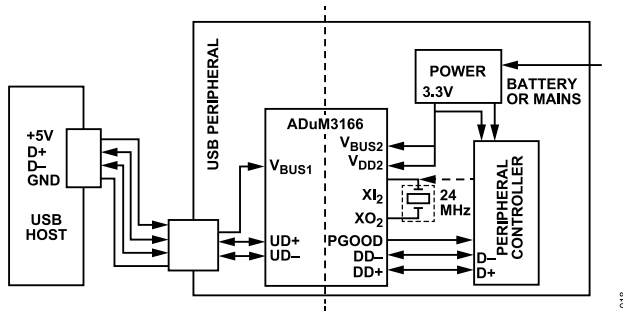 USB PERIPHERAL
POWER
3.3V
BATTERY
OR MAINS
ADuM3166
+5V
D+
D–
GND
USB
HOST
VBUS1
UD+
UD–
VBUS2
VDD2
XI2
XO2
PGOOD
DD–
DD+
24
MHz
PERIPHERAL
CONTROLLER
D–
D+
018